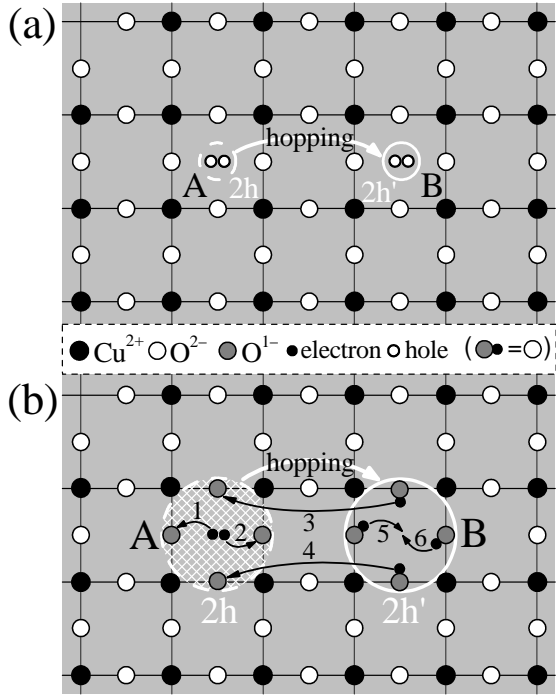 (a)
hopping
A 2h 2h' B
Cu²⁺ O²⁻ O¹⁻ electron hole ( = )
(b)
hopping
1 2 3 4 5 6
A B
2h 2h'